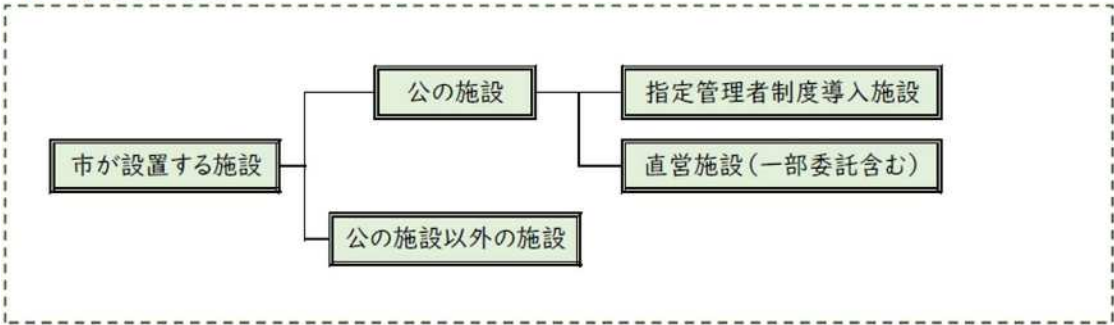 公の施設
指定管理者制度導入施設
市が設置する施設
直営施設(一部委託含む)
公の施設以外の施設